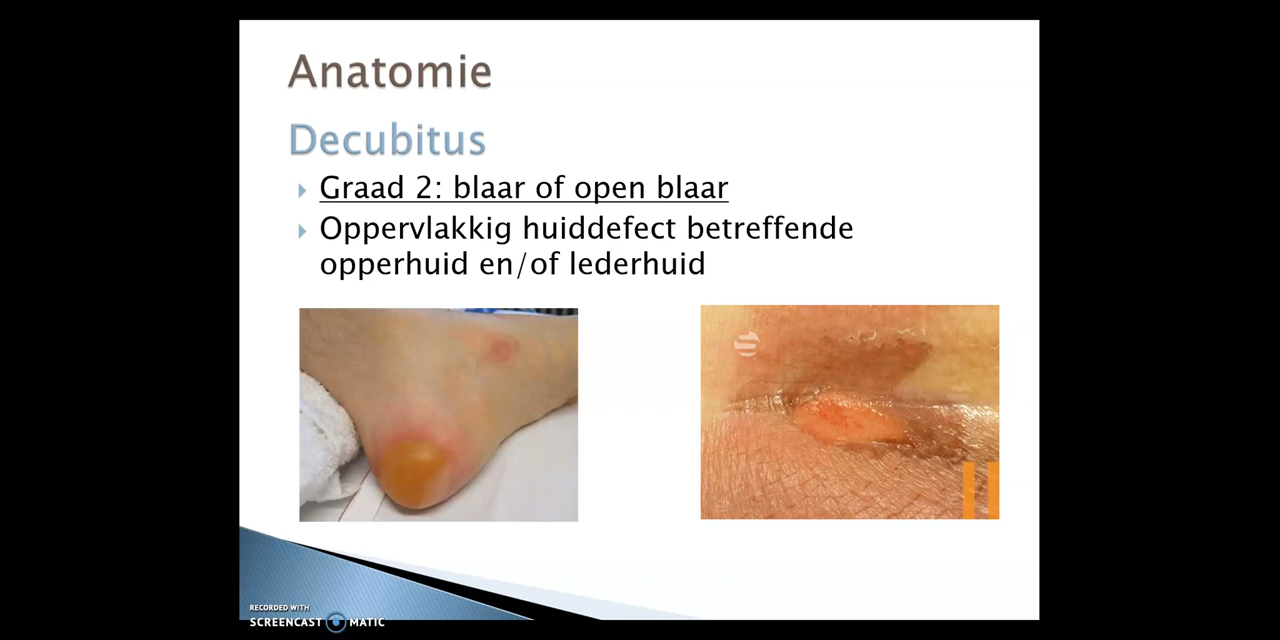 Anatomie
Decubitus
Graad 2: blaar of open blaar
Oppervlakkig huiddefect betreffende
opperhuid en/of lederhuid
RECORDED WITH
SCREENCAST MATIC